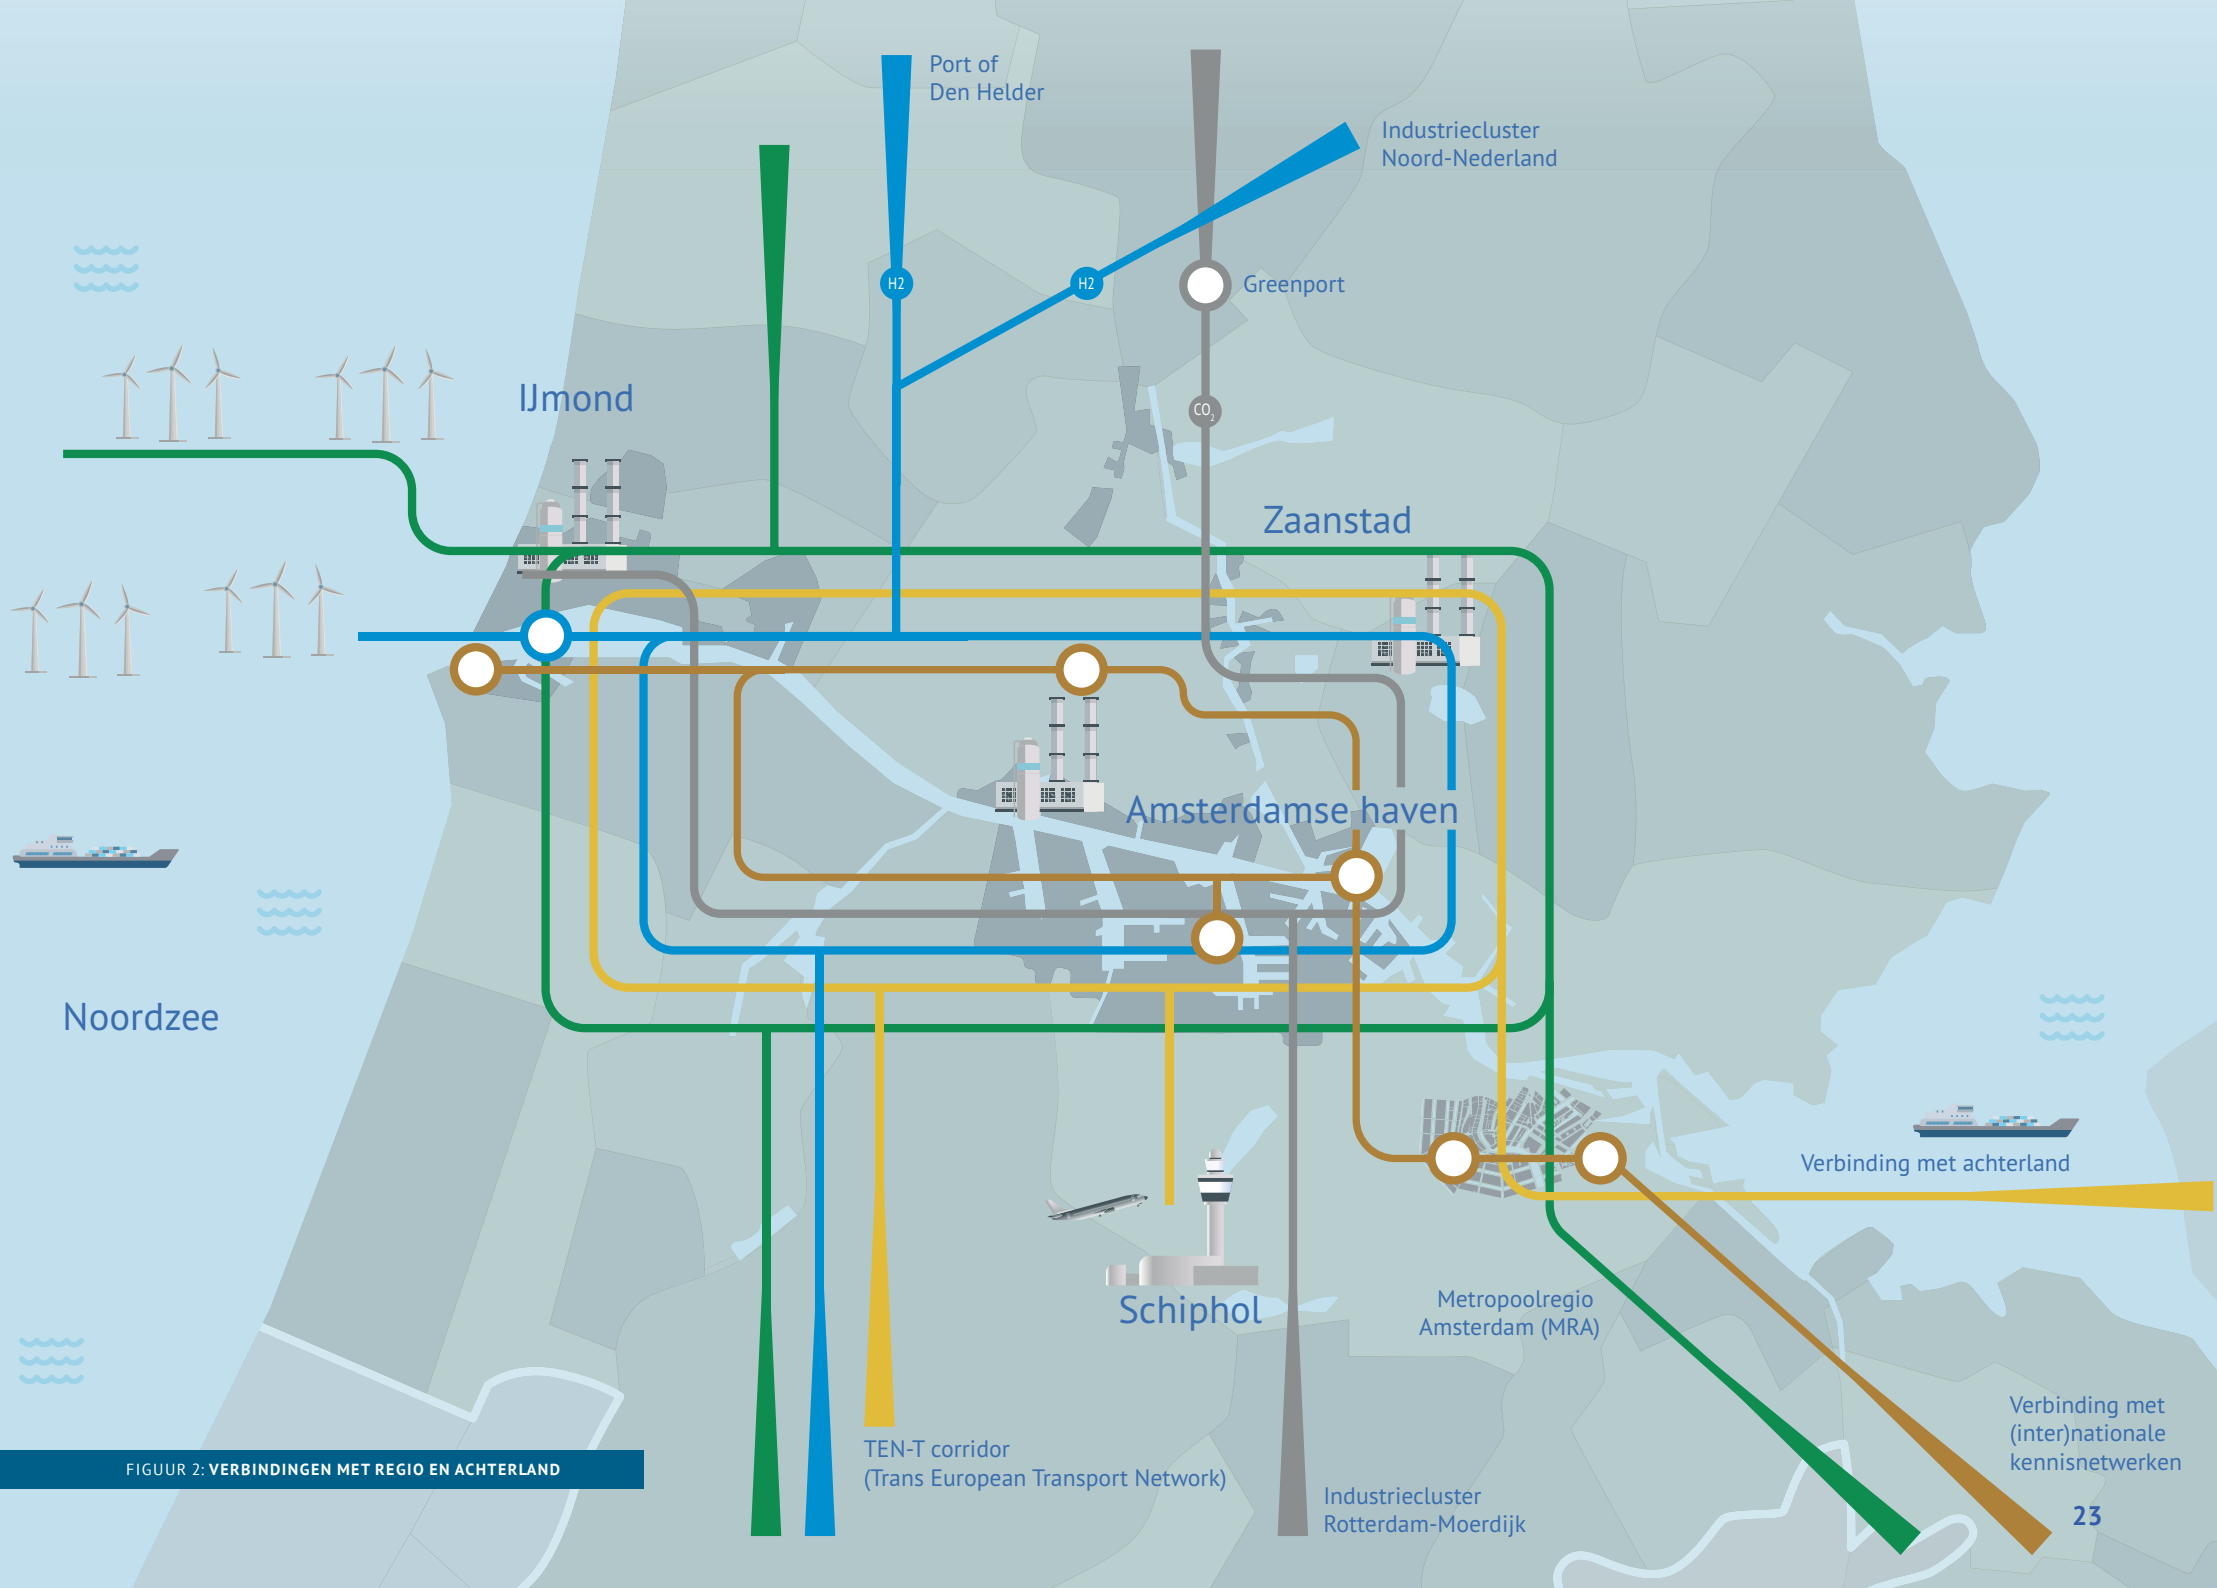 Port of
Den Helder
Industriecluster
Noord-Nederland
H2
H2
Greenport
IJmond
CO2
Zaanstad
Amsterdamse haven
Noordzee
Verbinding met achterland
Schiphol
Metropoolregio
Amsterdam (MRA)
Verbinding met
(inter)nationale
kennisnetwerken
TEN-T corridor
(Trans European Transport Network)
FIGUUR 2: VERBINDINGEN MET REGIO EN ACHTERLAND
Industriecluster
Rotterdam-Moerdijk
23